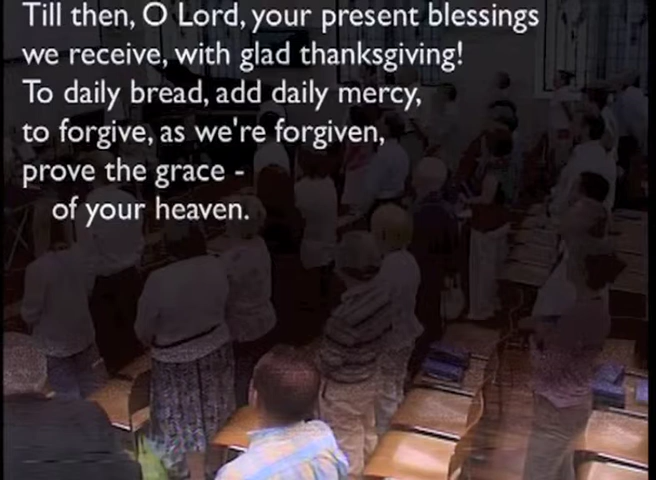 Till then, O Lord, your present blessings
we receive, with glad thanksgiving!
To daily bread, add daily mercy,
to forgive, as we're forgiven,
prove the grace -
of your heaven.